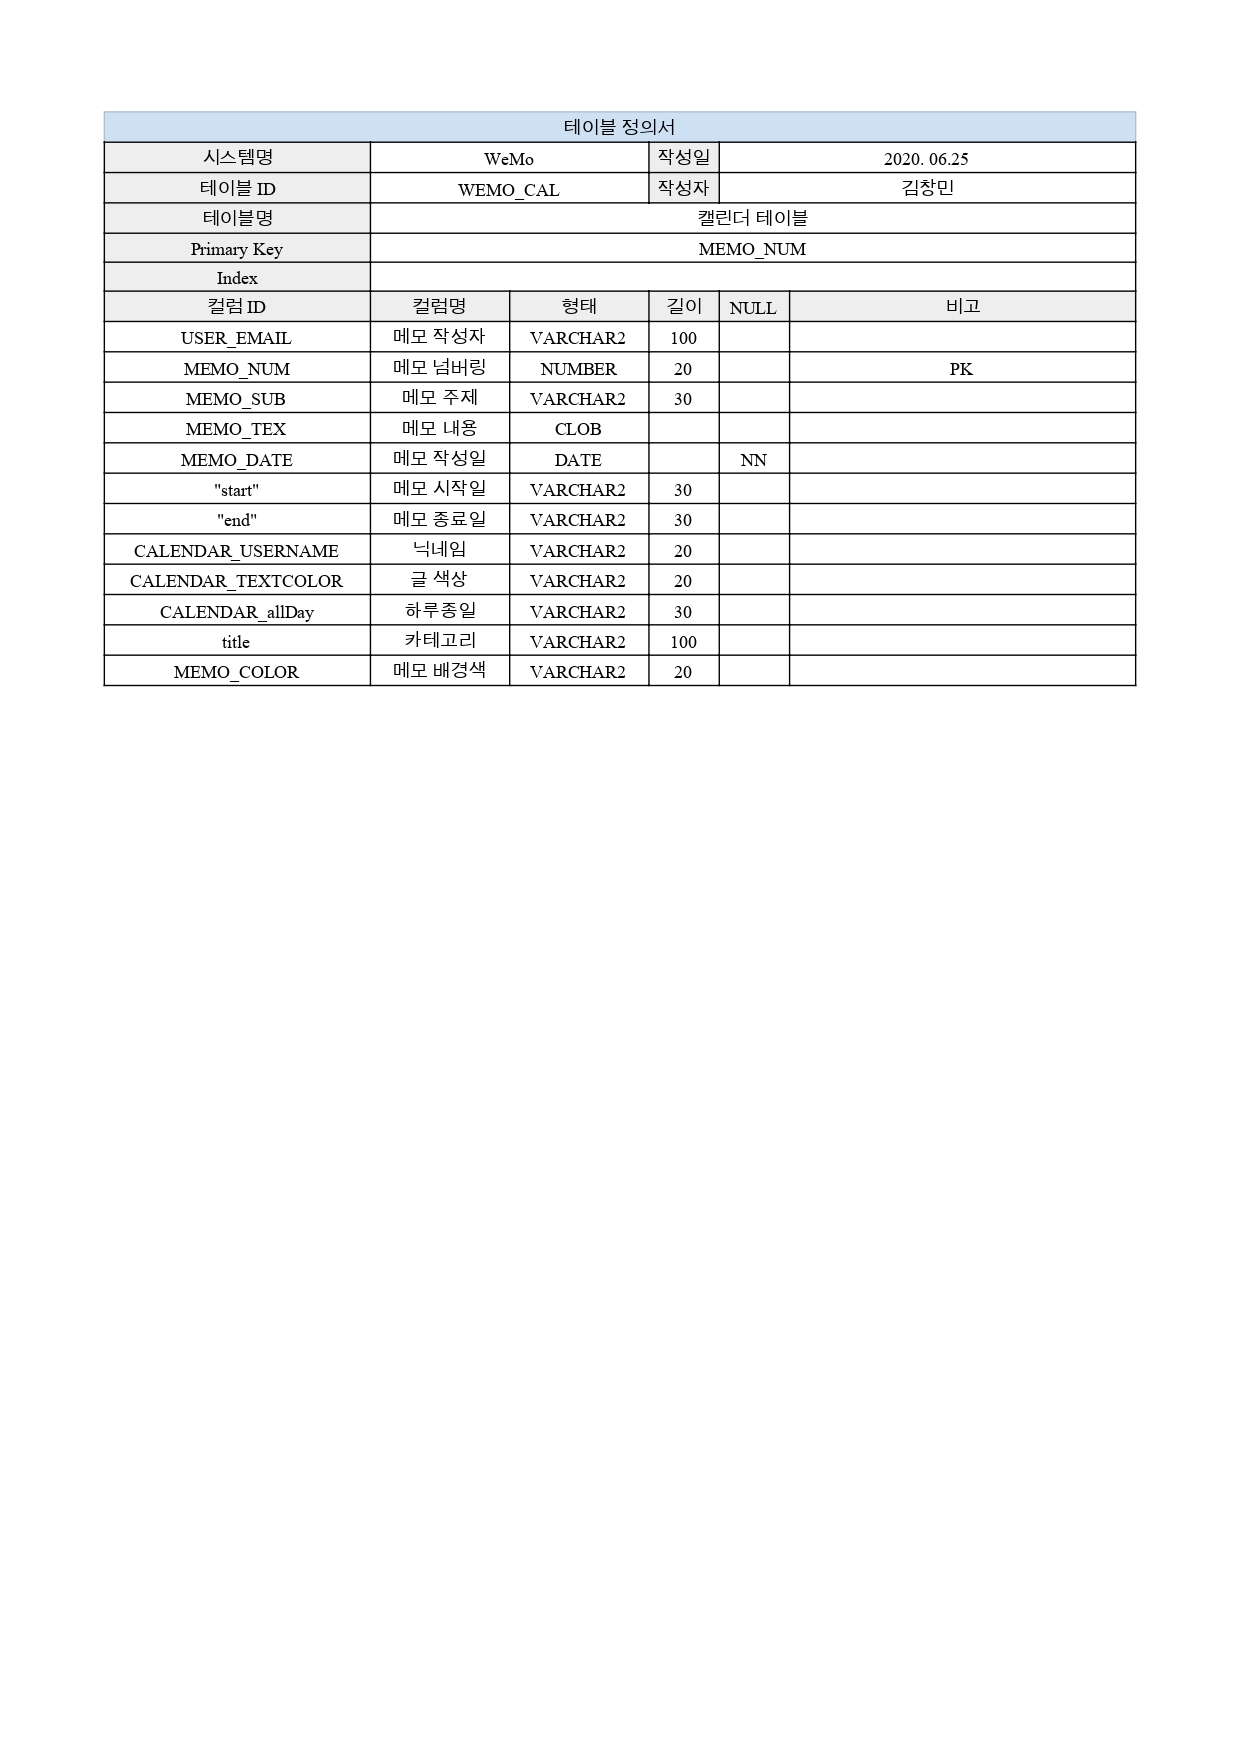 테이블 정의서
시스템명 WeMo 작성일 2020. 06.25
테이블 ID WEMO_CAL 작성자 김창민
테이블명 캘린더 테이블
Primary Key MEMO_NUM
Index
컬럼 ID 컬럼명 형태 길이 NULL 비고
USER_EMAIL 메모 작성자 VARCHAR2 100
MEMO_NUM 메모 넘버링 NUMBER 20 PK
MEMO_SUB 메모 주제 VARCHAR2 30
MEMO_TEX 메모 내용 CLOB
MEMO_DATE 메모 작성일 DATE NN
"start" 메모 시작일 VARCHAR2 30
"end" 메모 종료일 VARCHAR2 30
CALENDAR_USERNAME 닉네임 VARCHAR2 20
CALENDAR_TEXTCOLOR 글 색상 VARCHAR2 20
CALENDAR_allDay 하루종일 VARCHAR2 30
title 카테고리 VARCHAR2 100
MEMO_COLOR 메모 배경색 VARCHAR2 20